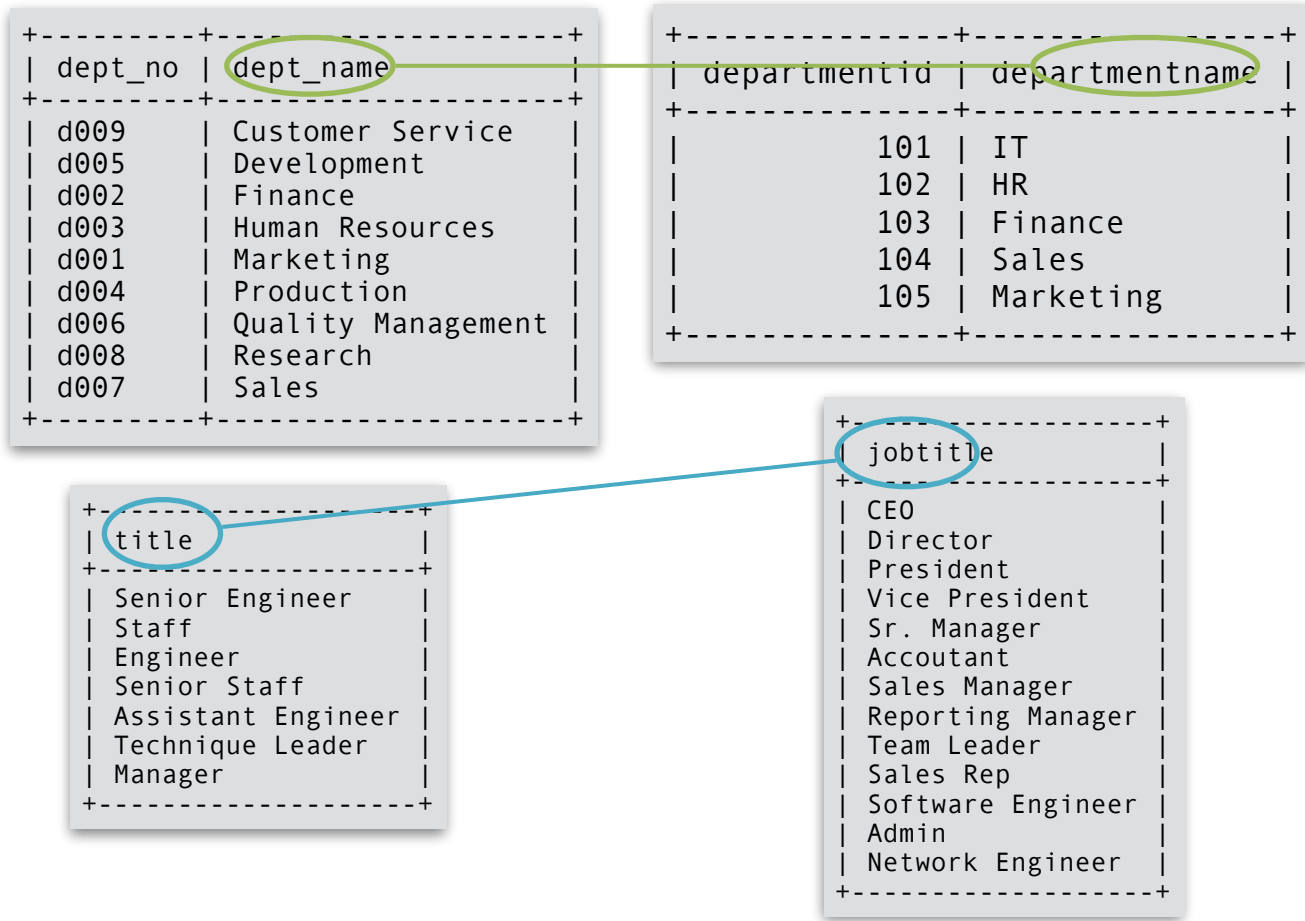 +---------+--------------------+
| dept_no | dept_name          |
+---------+--------------------+
| d009    | Customer Service   |
| d005    | Development        |
| d002    | Finance            |
| d003    | Human Resources    |
| d001    | Marketing          |
| d004    | Production         |
| d006    | Quality Management |
| d008    | Research           |
| d007    | Sales              |
+---------+--------------------+
+--------------+----------------+
| departmentid | departmentname |
+--------------+----------------+
|          101 | IT             |
|          102 | HR             |
|          103 | Finance        |
|          104 | Sales          |
|          105 | Marketing      |
+--------------+----------------+
+--------------------+
| title              |
+--------------------+
| Senior Engineer    |
| Staff              |
| Engineer           |
| Senior Staff       |
| Assistant Engineer |
| Technique Leader   |
| Manager            |
+--------------------+
+-------------------+
| jobtitle          |
+-------------------+
| CEO               |
| Director          |
| President         |
| Vice President    |
| Sr. Manager       |
| Accoutant         |
| Sales Manager     |
| Reporting Manager |
| Team Leader       |
| Sales Rep         |
| Software Engineer |
| Admin             |
| Network Engineer  |
+-------------------+